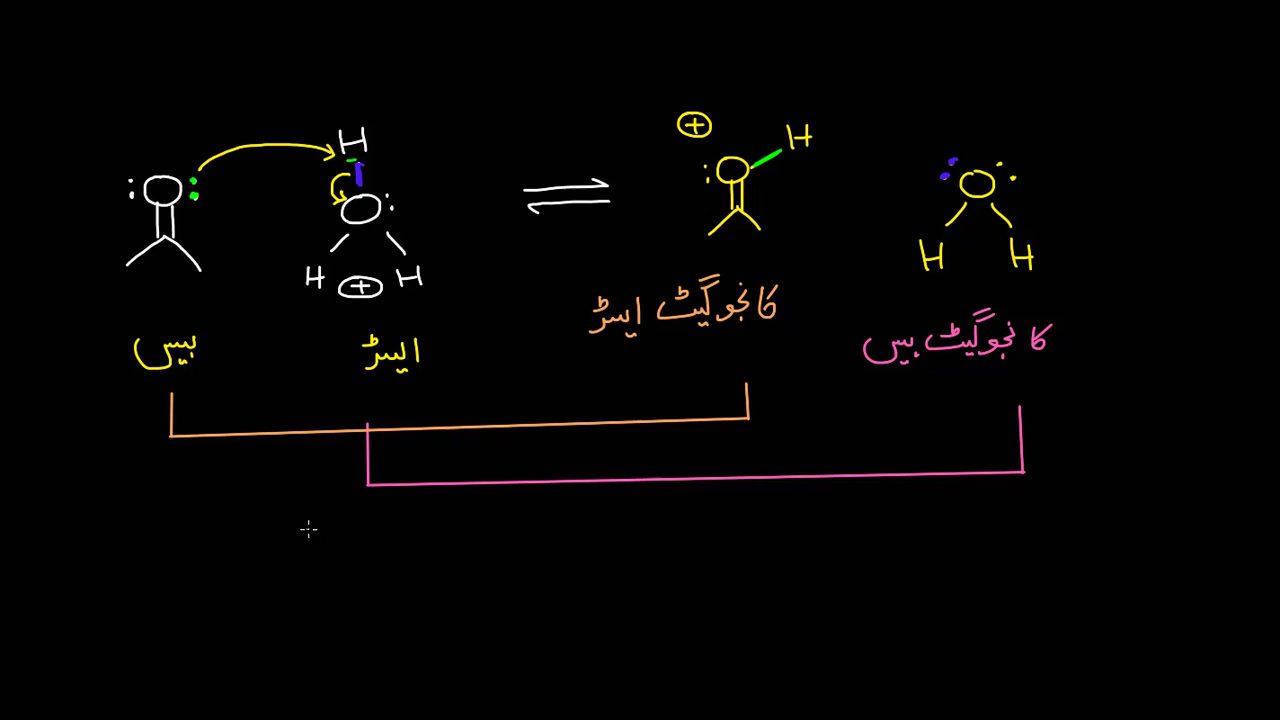 H
:O: O: ⇌ ⊕ :O H :O:
H ⊕ H H H
بیس ایسڈ کانجوگیٹ ایسڈ کانجوگیٹ بیس